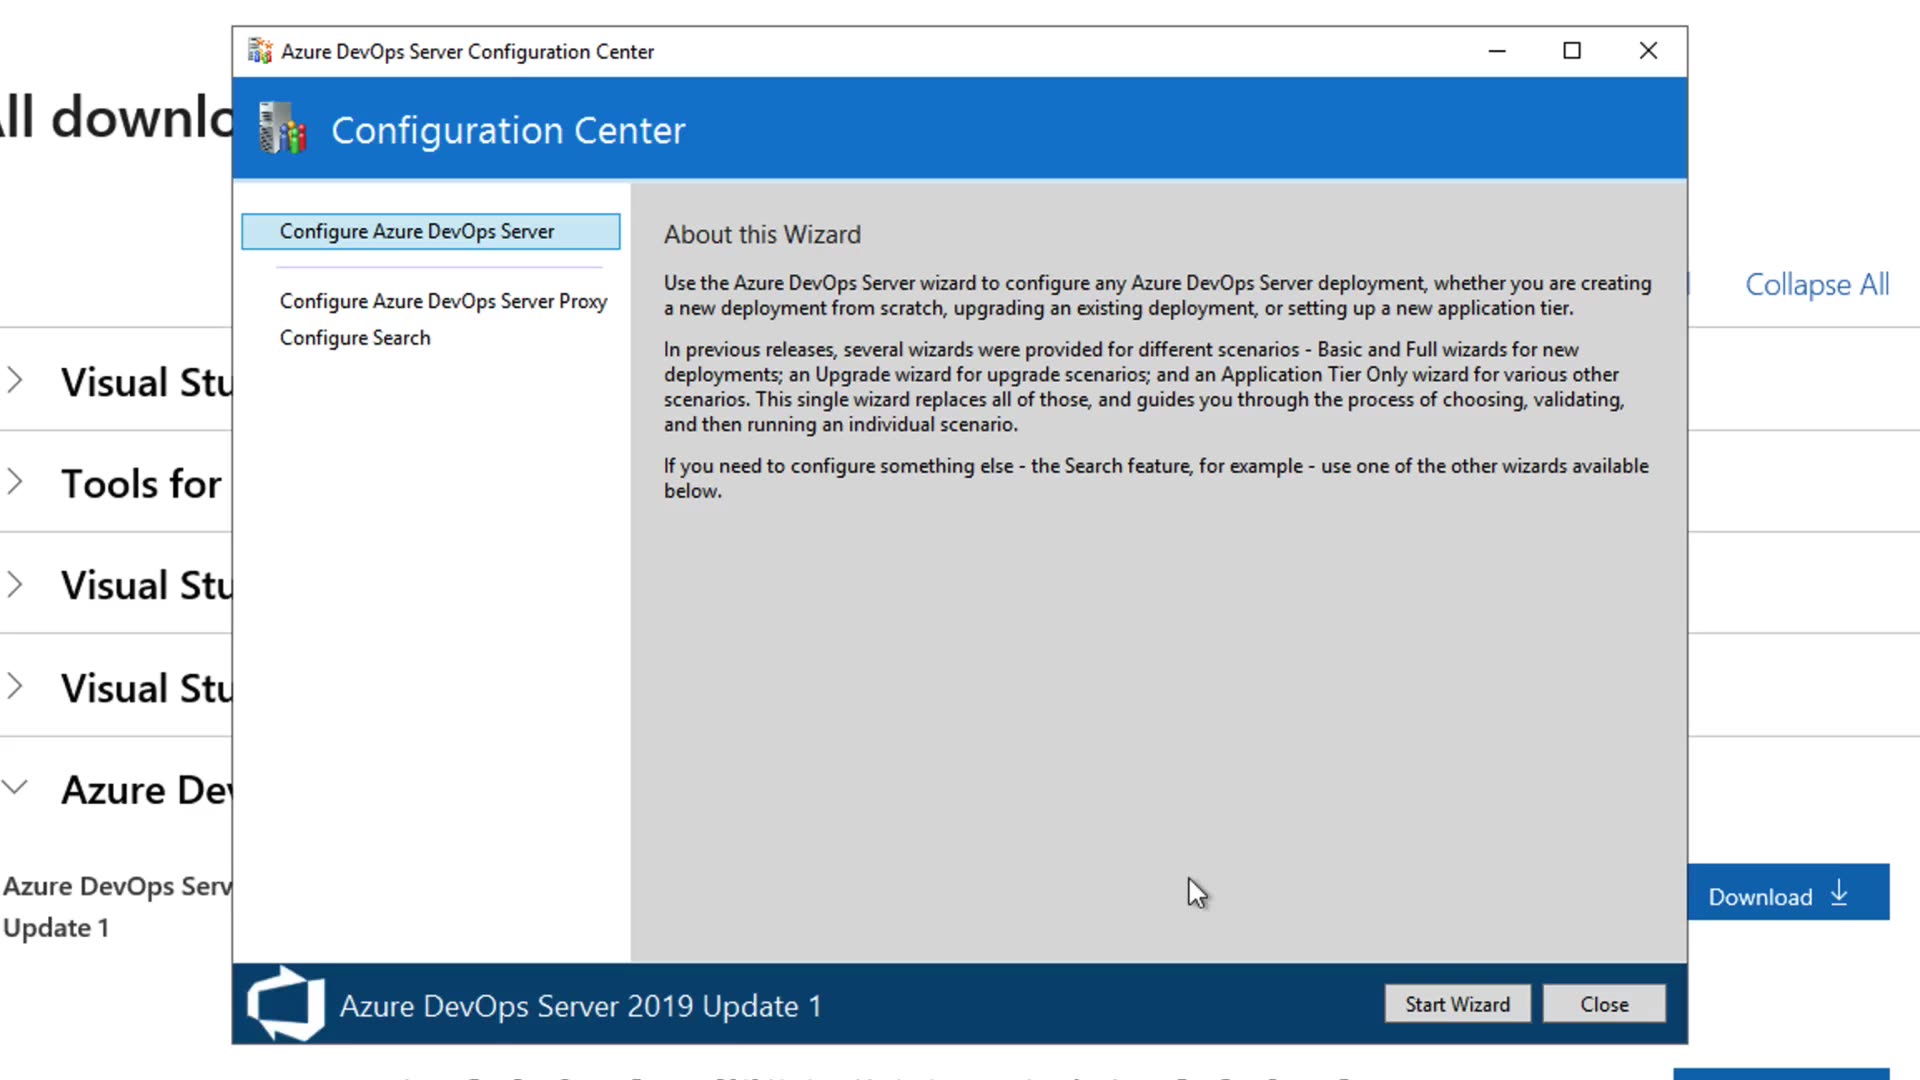 Azure DevOps Server Configuration Center
Configuration Center
ll downlo
Configure Azure DevOps Server
Configure Azure DevOps Server Proxy
Configure Search
About this Wizard
Use the Azure DevOps Server wizard to configure any Azure DevOps Server deployment, whether you are creating
a new deployment from scratch, upgrading an existing deployment, or setting up a new application tier.
In previous releases, several wizards were provided for different scenarios - Basic and Full wizards for new
deployments; an Upgrade wizard for upgrade scenarios; and an Application Tier Only wizard for various other
scenarios. This single wizard replaces all of those, and guides you through the process of choosing, validating,
and then running an individual scenario.
If you need to configure something else - the Search feature, for example - use one of the other wizards available
below.
Collapse All
Visual Stu
Tools for
Visual Stu
Visual Stu
Azure Dev
Azure DevOps Serv
Update 1
Download
Azure DevOps Server 2019 Update 1
Start Wizard
Close